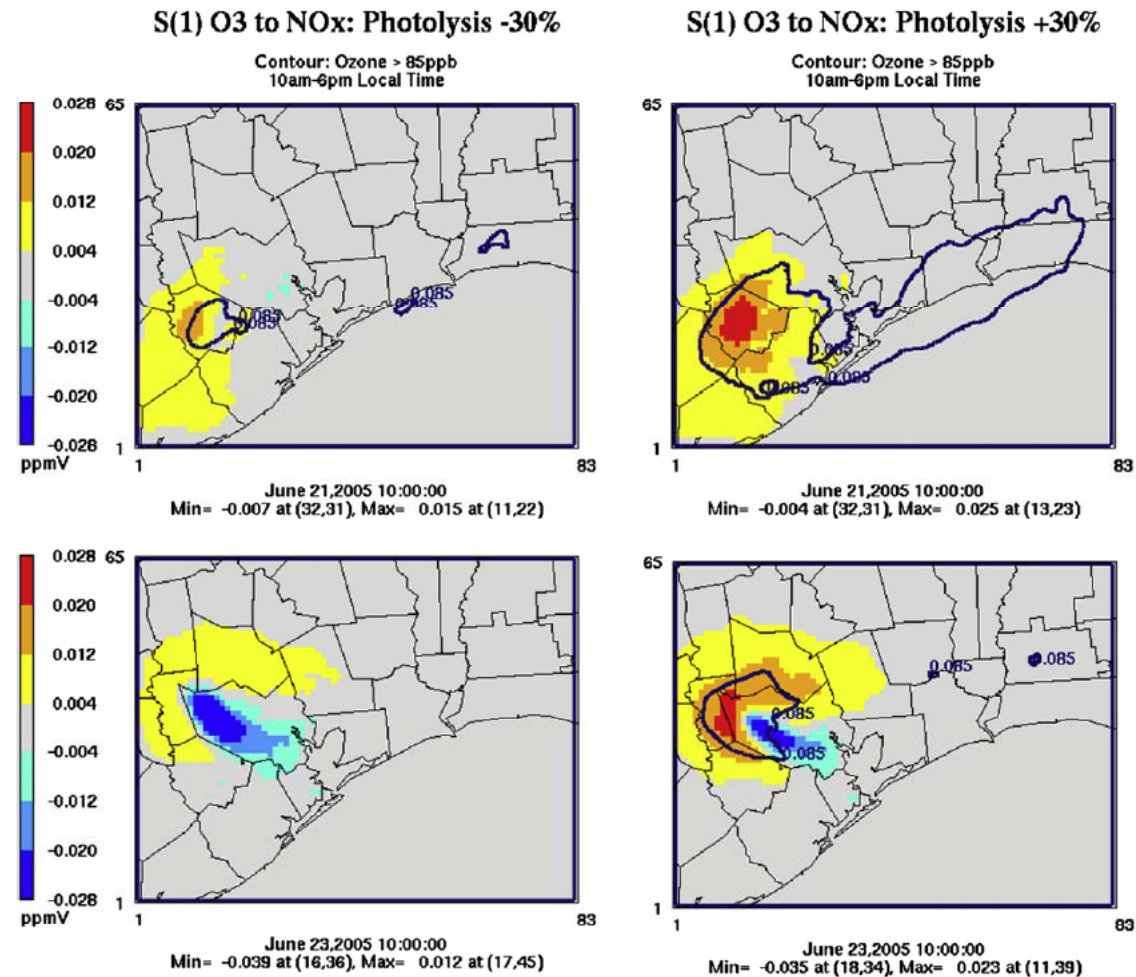 S(1) O3 to NOx: Photolysis -30%
S(1) O3 to NOx: Photolysis +30%
Contour: Ozone > 85ppb
10am-6pm Local Time
Contour: Ozone > 85ppb
10am-6pm Local Time
0.028
0.020
0.012
0.004
-0.004
-0.012
-0.020
-0.028
ppmV
65
1
1
83
0.085
0.085
0.085
0.085
June 21,2005 10:00:00
Min= -0.007 at (32,31), Max= 0.015 at (11,22)
65
1
1
83
0.085
0.085
0.085
June 21,2005 10:00:00
Min= -0.004 at (32,31), Max= 0.025 at (13,23)
0.028
0.020
0.012
0.004
-0.004
-0.012
-0.020
-0.028
ppmV
65
1
1
83
June 23,2005 10:00:00
Min= -0.039 at (16,36), Max= 0.012 at (17,45)
65
1
1
83
0.085
0.085
0.085
0.085
June 23,2005 10:00:00
Min= -0.035 at (18,34), Max= 0.023 at (11,39)